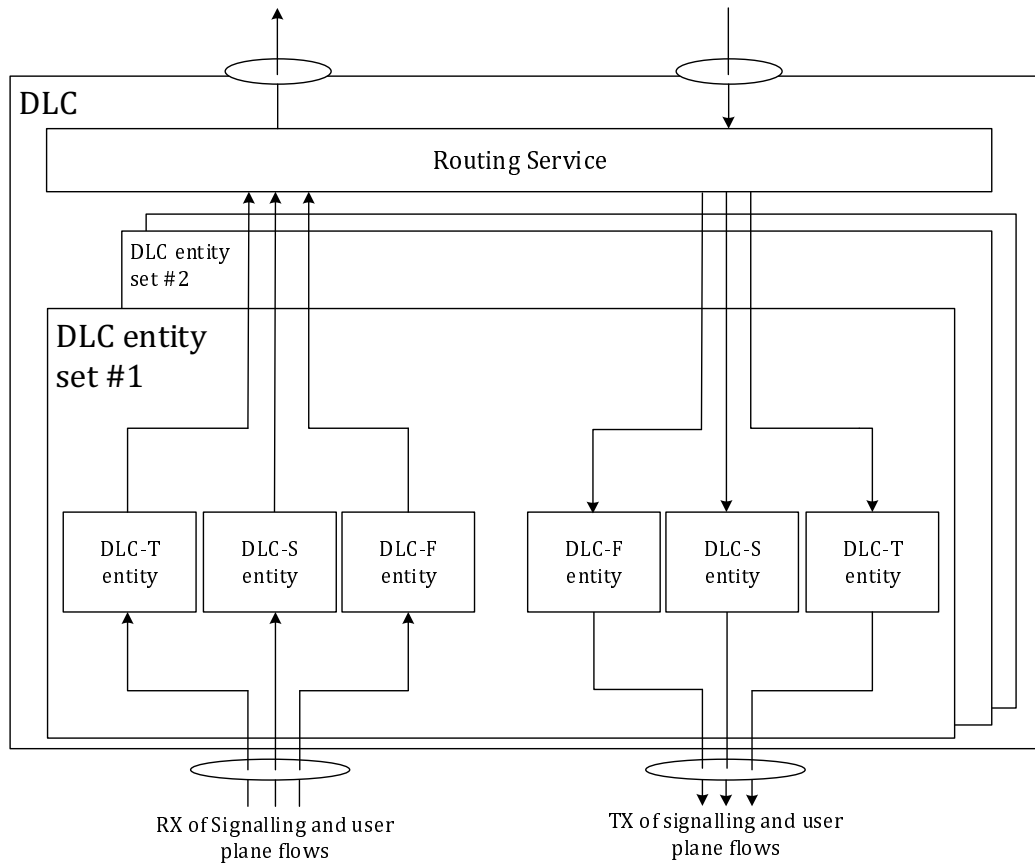 DLC
Routing Service
DLC entity
set #2
DLC entity
set #1
DLC-T
entity
DLC-S
entity
DLC-F
entity
DLC-F
entity
DLC-S
entity
DLC-T
entity
RX of Signalling and user
plane flows
TX of signalling and user
plane flows